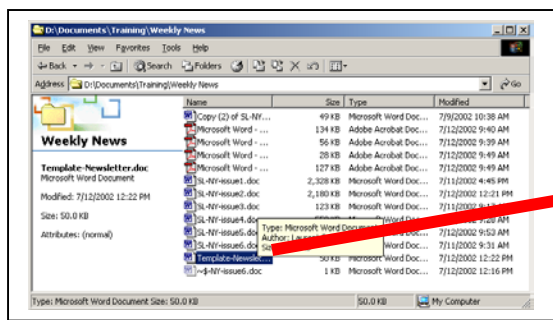 D:\Documents\Training\Weekly News
File Edit View Favorites Tools Help
Back Search Folders
Address D:\Documents\Training\Weekly News Go
Name Size Type Modified
Weekly News
Template-Newsletter.doc
Microsoft Word Document
Modified: 7/12/2002 12:22 PM
Size: 50.0 KB
Attributes: (normal)
Copy (2) of SL-NY... 49 KB Microsoft Word Doc... 7/9/2002 10:38 AM
Microsoft Word - ... 134 KB Adobe Acrobat Doc... 7/12/2002 9:40 AM
Microsoft Word - ... 56 KB Adobe Acrobat Doc... 7/12/2002 9:39 AM
Microsoft Word - ... 28 KB Adobe Acrobat Doc... 7/12/2002 9:49 AM
Microsoft Word - ... 127 KB Adobe Acrobat Doc... 7/12/2002 9:49 AM
SL-NY-issue1.doc 2,328 KB Microsoft Word Doc... 7/11/2002 4:45 PM
SL-NY-issue2.doc 2,180 KB Microsoft Word Doc... 7/12/2002 12:21 PM
SL-NY-issue3.doc 123 KB Microsoft Word Doc...
SL-NY-issue4.doc
SL-NY-issue5.doc 7/12/2002 9:53 AM
SL-NY-issue6.doc Doc... 7/11/2002 9:31 AM
Template-Newslet... 50 KB Microsoft Word Doc... 7/12/2002 12:22 PM
~$-NY-issue6.doc 1 KB Microsoft Word Doc... 7/12/2002 12:16 PM
Type: Microsoft Word
Author:
Type: Microsoft Word Document Size: 50.0 KB 50.0 KB My Computer